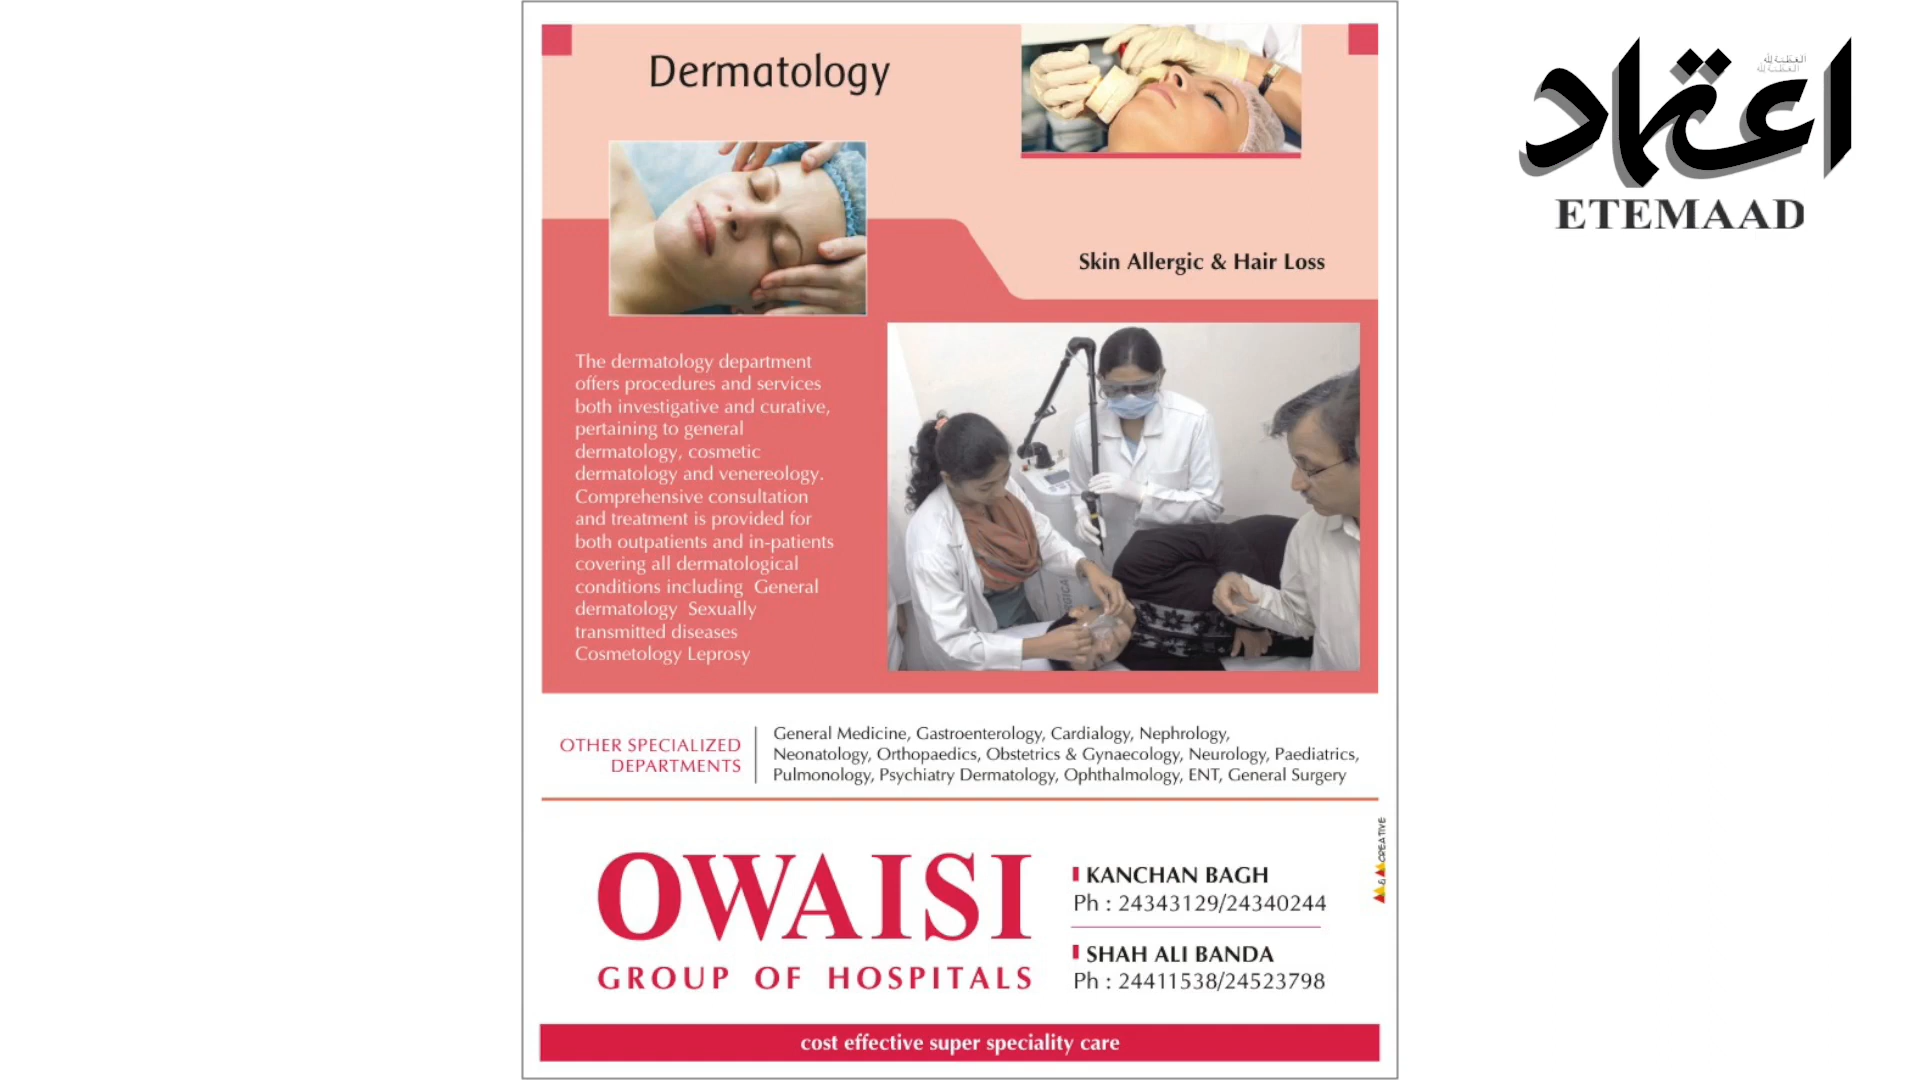 Dermatology
Skin Allergic & Hair Loss
The dermatology department
offers procedures and services
both investigative and curative,
pertaining to general
dermatology, cosmetic
dermatology and venereology.
Comprehensive consultation
and treatment is provided for
both outpatients and in-patients
covering all dermatological
conditions including General
dermatology Sexually
transmitted diseases
Cosmetology Leprosy
OTHER SPECIALIZED
DEPARTMENTS
General Medicine, Gastroenterology, Cardialogy, Nephrology,
Neonatology, Orthopaedics, Obstetrics & Gynaecology, Neurology, Paediatrics,
Pulmonology, Psychiatry Dermatology, Ophthalmology, ENT, General Surgery
OWAISI
GROUP OF HOSPITALS
KANCHAN BAGH
Ph : 24343129/24340244
SHAH ALI BANDA
Ph : 24411538/24523798
cost effective super speciality care
CREATIVE
اعتماد
ETEMAAD